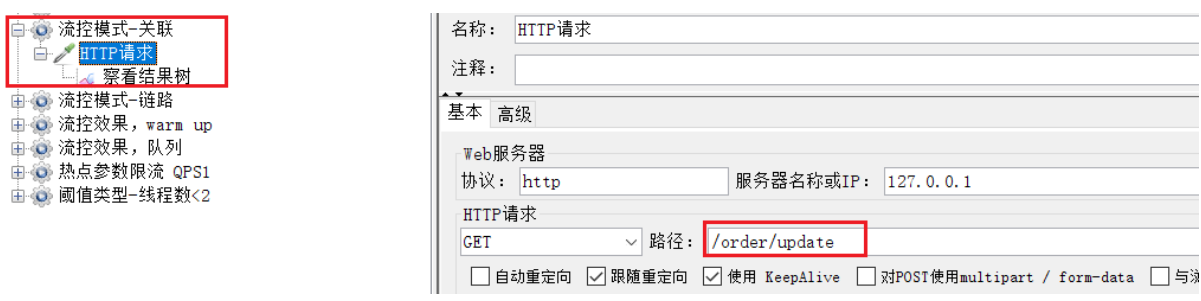 流控模式-关联
HTTP请求
察看结果树
流控模式-链路
流控效果，warm up
流控效果，队列
热点参数限流 QPS1
阈值类型-线程数<2
名称： HTTP请求
注释：
基本 高级
Web服务器
协议： http 服务器名称或IP： 127.0.0.1
HTTP请求
GET 路径： /order/update
自动重定向 跟随重定向 使用 KeepAlive 对POST使用multipart / form-data 与